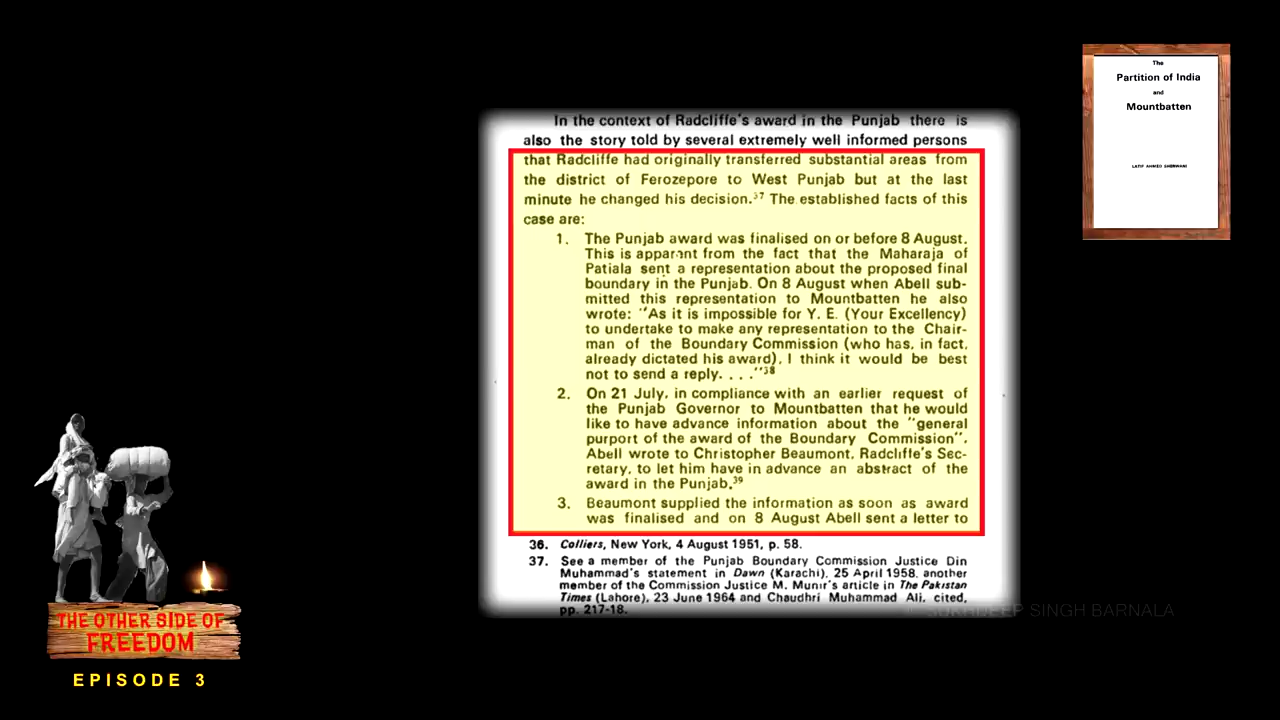 The
Partition of India
and
Mountbatten
LATIF AHMED SHERWANI
In the context of Radcliffe's award in the Punjab there is
also the story told by several extremely well informed persons
that Radcliffe had originally transferred substantial areas from
the district of Ferozepore to West Punjab but at the last
minute he changed his decision.37 The established facts of this
case are:
1. The Punjab award was finalised on or before 8 August.
This is apparent from the fact that the Maharaja of
Patiala sent a representation about the proposed final
boundary in the Punjab. On 8 August when Abell sub-
mitted this representation to Mountbatten he also
wrote: "As it is impossible for Y. E. (Your Excellency)
to undertake to make any representation to the Chair-
man of the Boundary Commission (who has, in fact,
already dictated his award), I think it would be best
not to send a reply. . . ."38
2. On 21 July, in compliance with an earlier request of
the Punjab Governor to Mountbatten that he would
like to have advance information about the "general
purport of the award of the Boundary Commission",
Abell wrote to Christopher Beaumont, Radcliffe's Sec-
retary, to let him have in advance an abstract of the
award in the Punjab.39
3. Beaumont supplied the information as soon as award
was finalised and on 8 August Abell sent a letter to
36. Colliers, New York, 4 August 1951, p. 58.
37. See a member of the Punjab Boundary Commission Justice Din
Muhammad's statement in Dawn (Karachi), 25 April 1958, another
member of the Commission Justice M. Munir's article in The Pakistan
Times (Lahore), 23 June 1964 and Chaudhri Muhammad Ali, cited,
pp. 217-18.
SUKHDEEP SINGH BARNALA
THE OTHER SIDE OF
FREEDOM
EPISODE 3